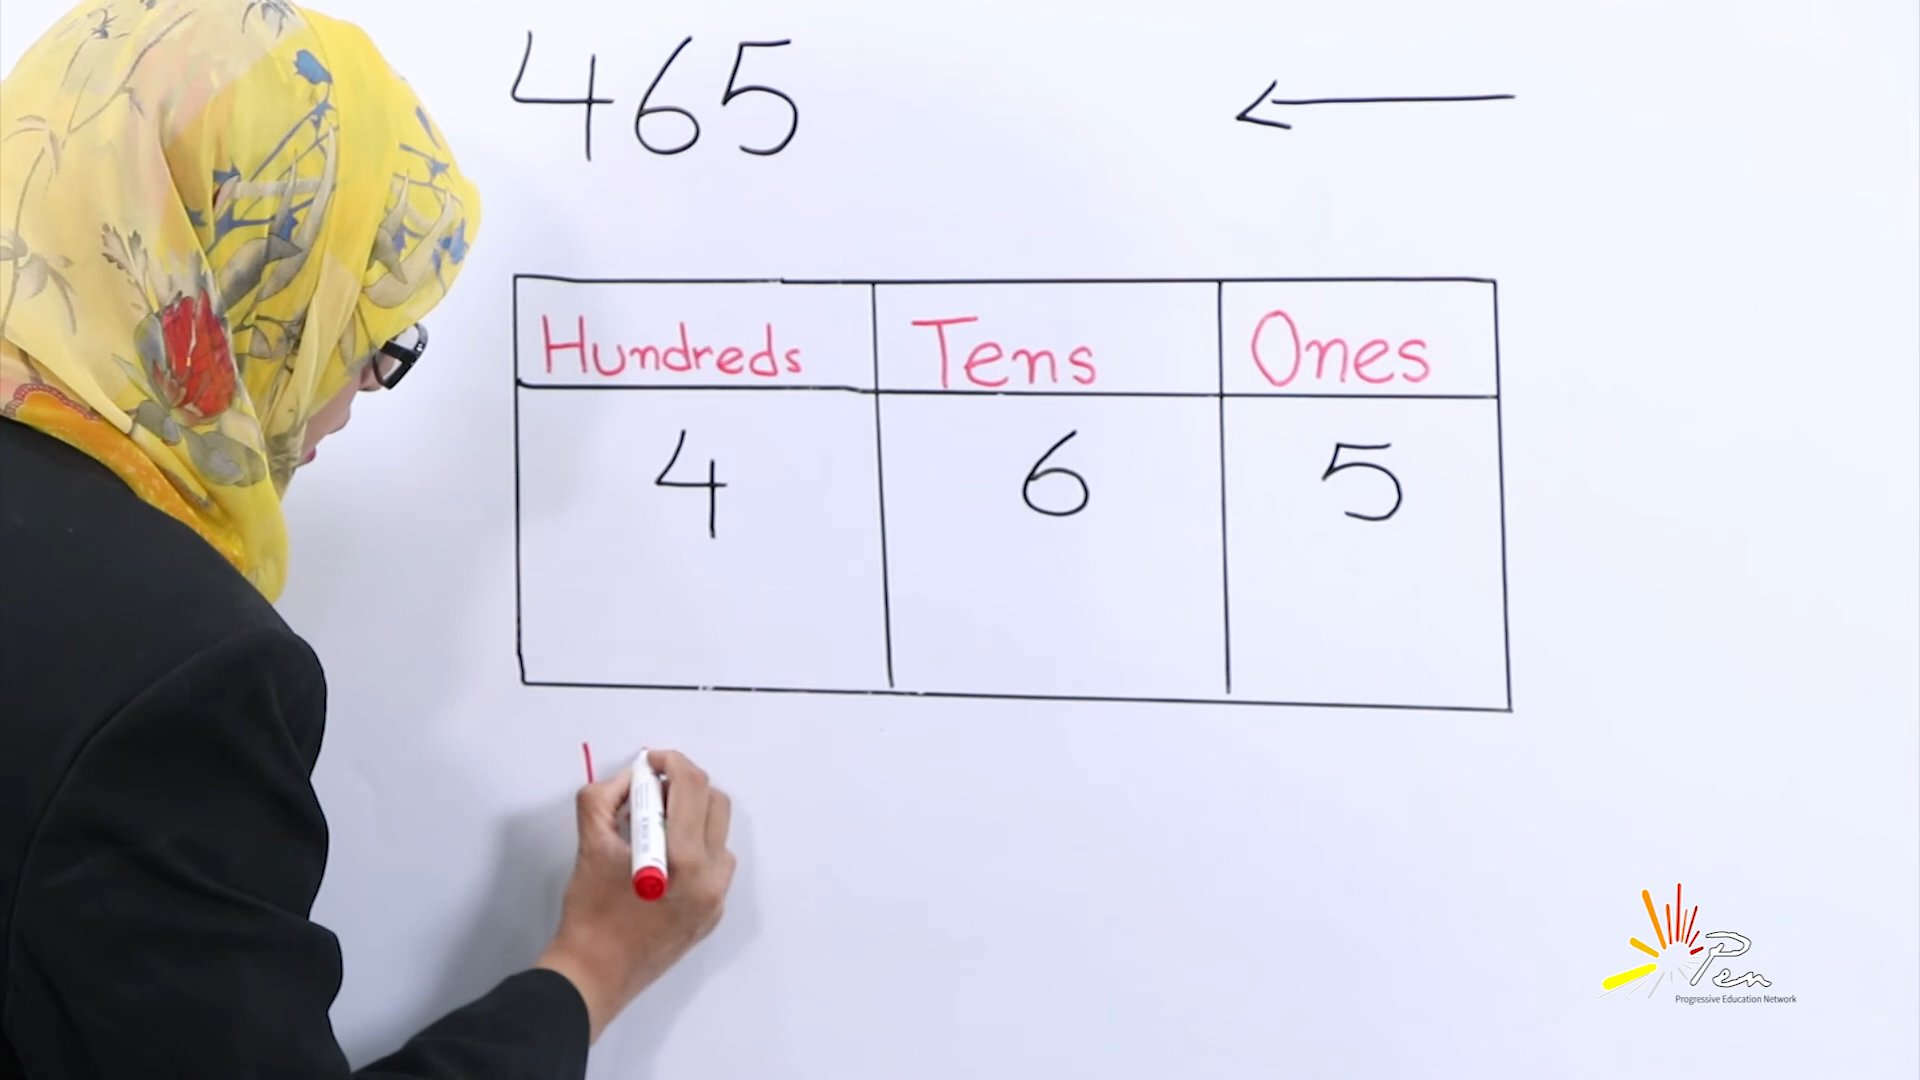 465
Hundreds Tens Ones
4 6 5
Pen
Progressive Education Network